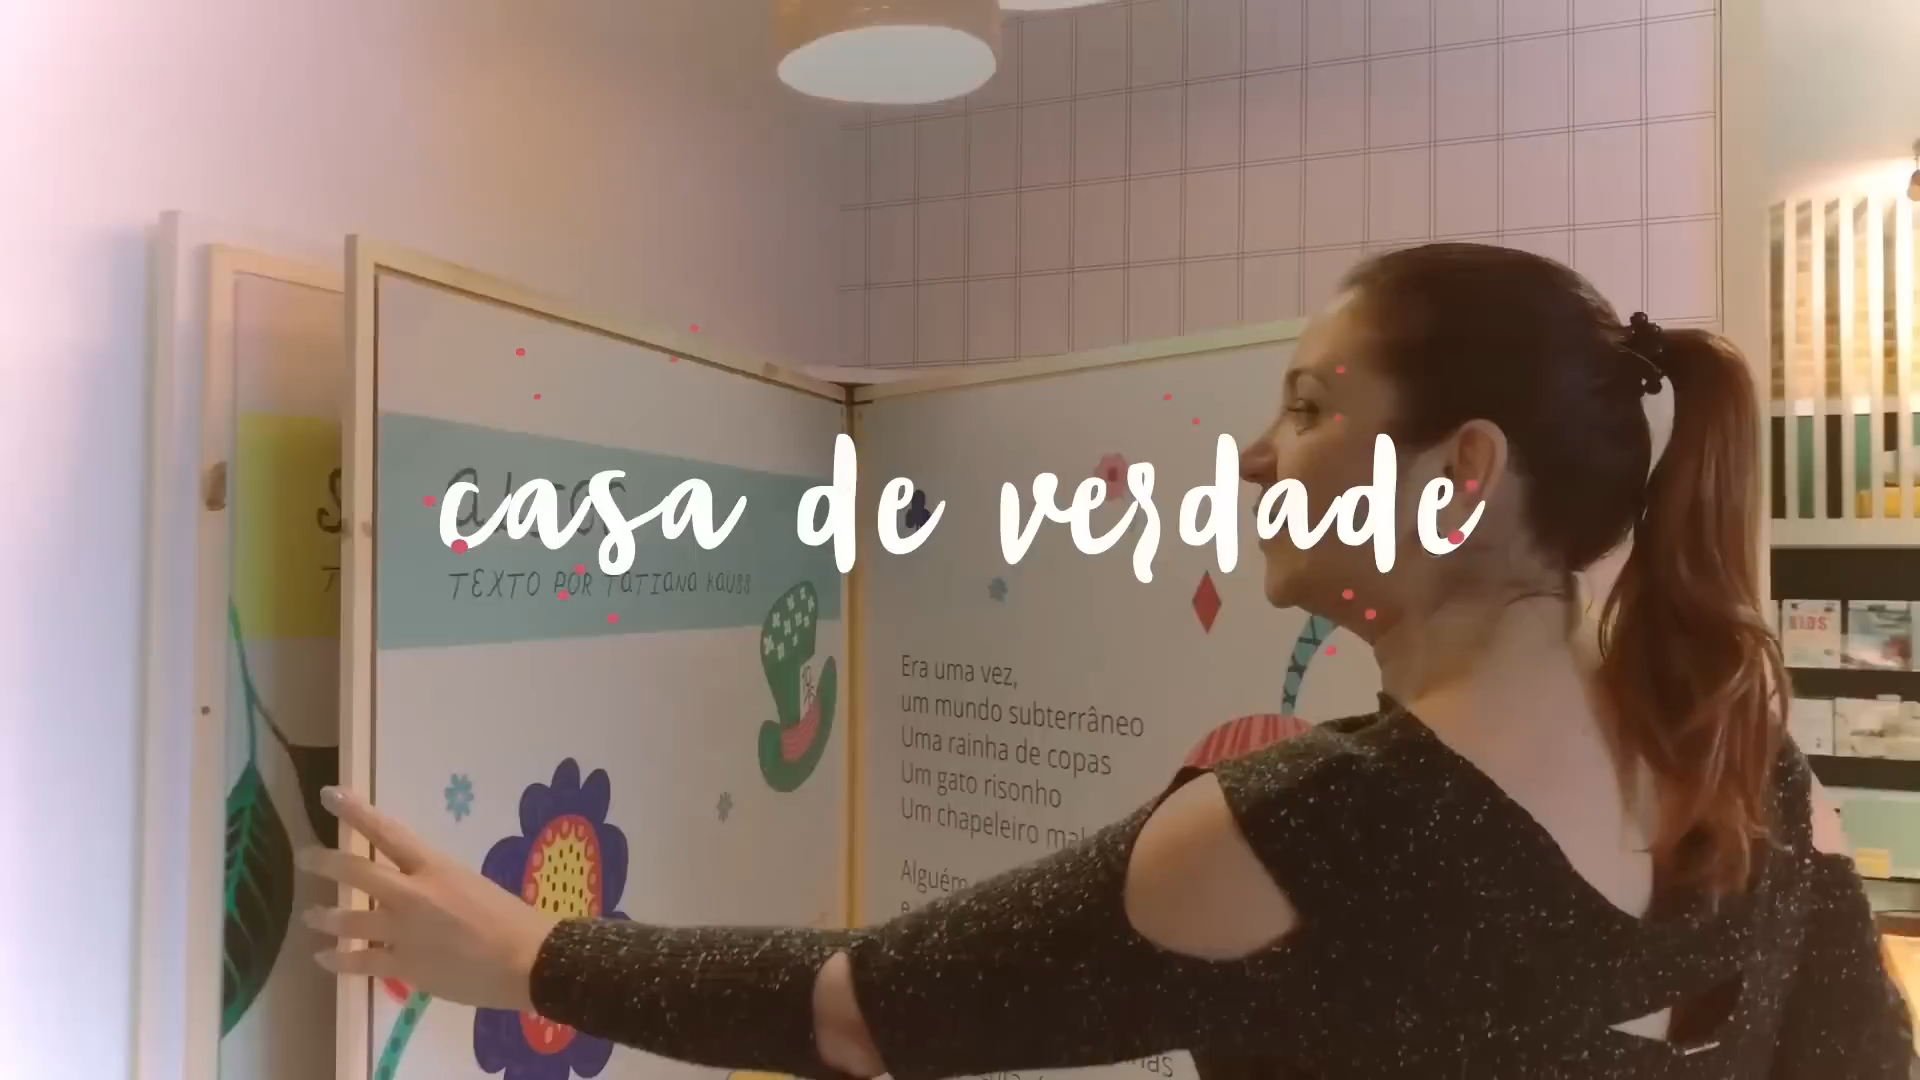 casa de verdade
TEXTO POR TATIANA KAUSS
Era uma vez,
um mundo subterrâneo
Uma rainha de copas
Um gato risonho
Um chapeleiro
Alguém
KIDS